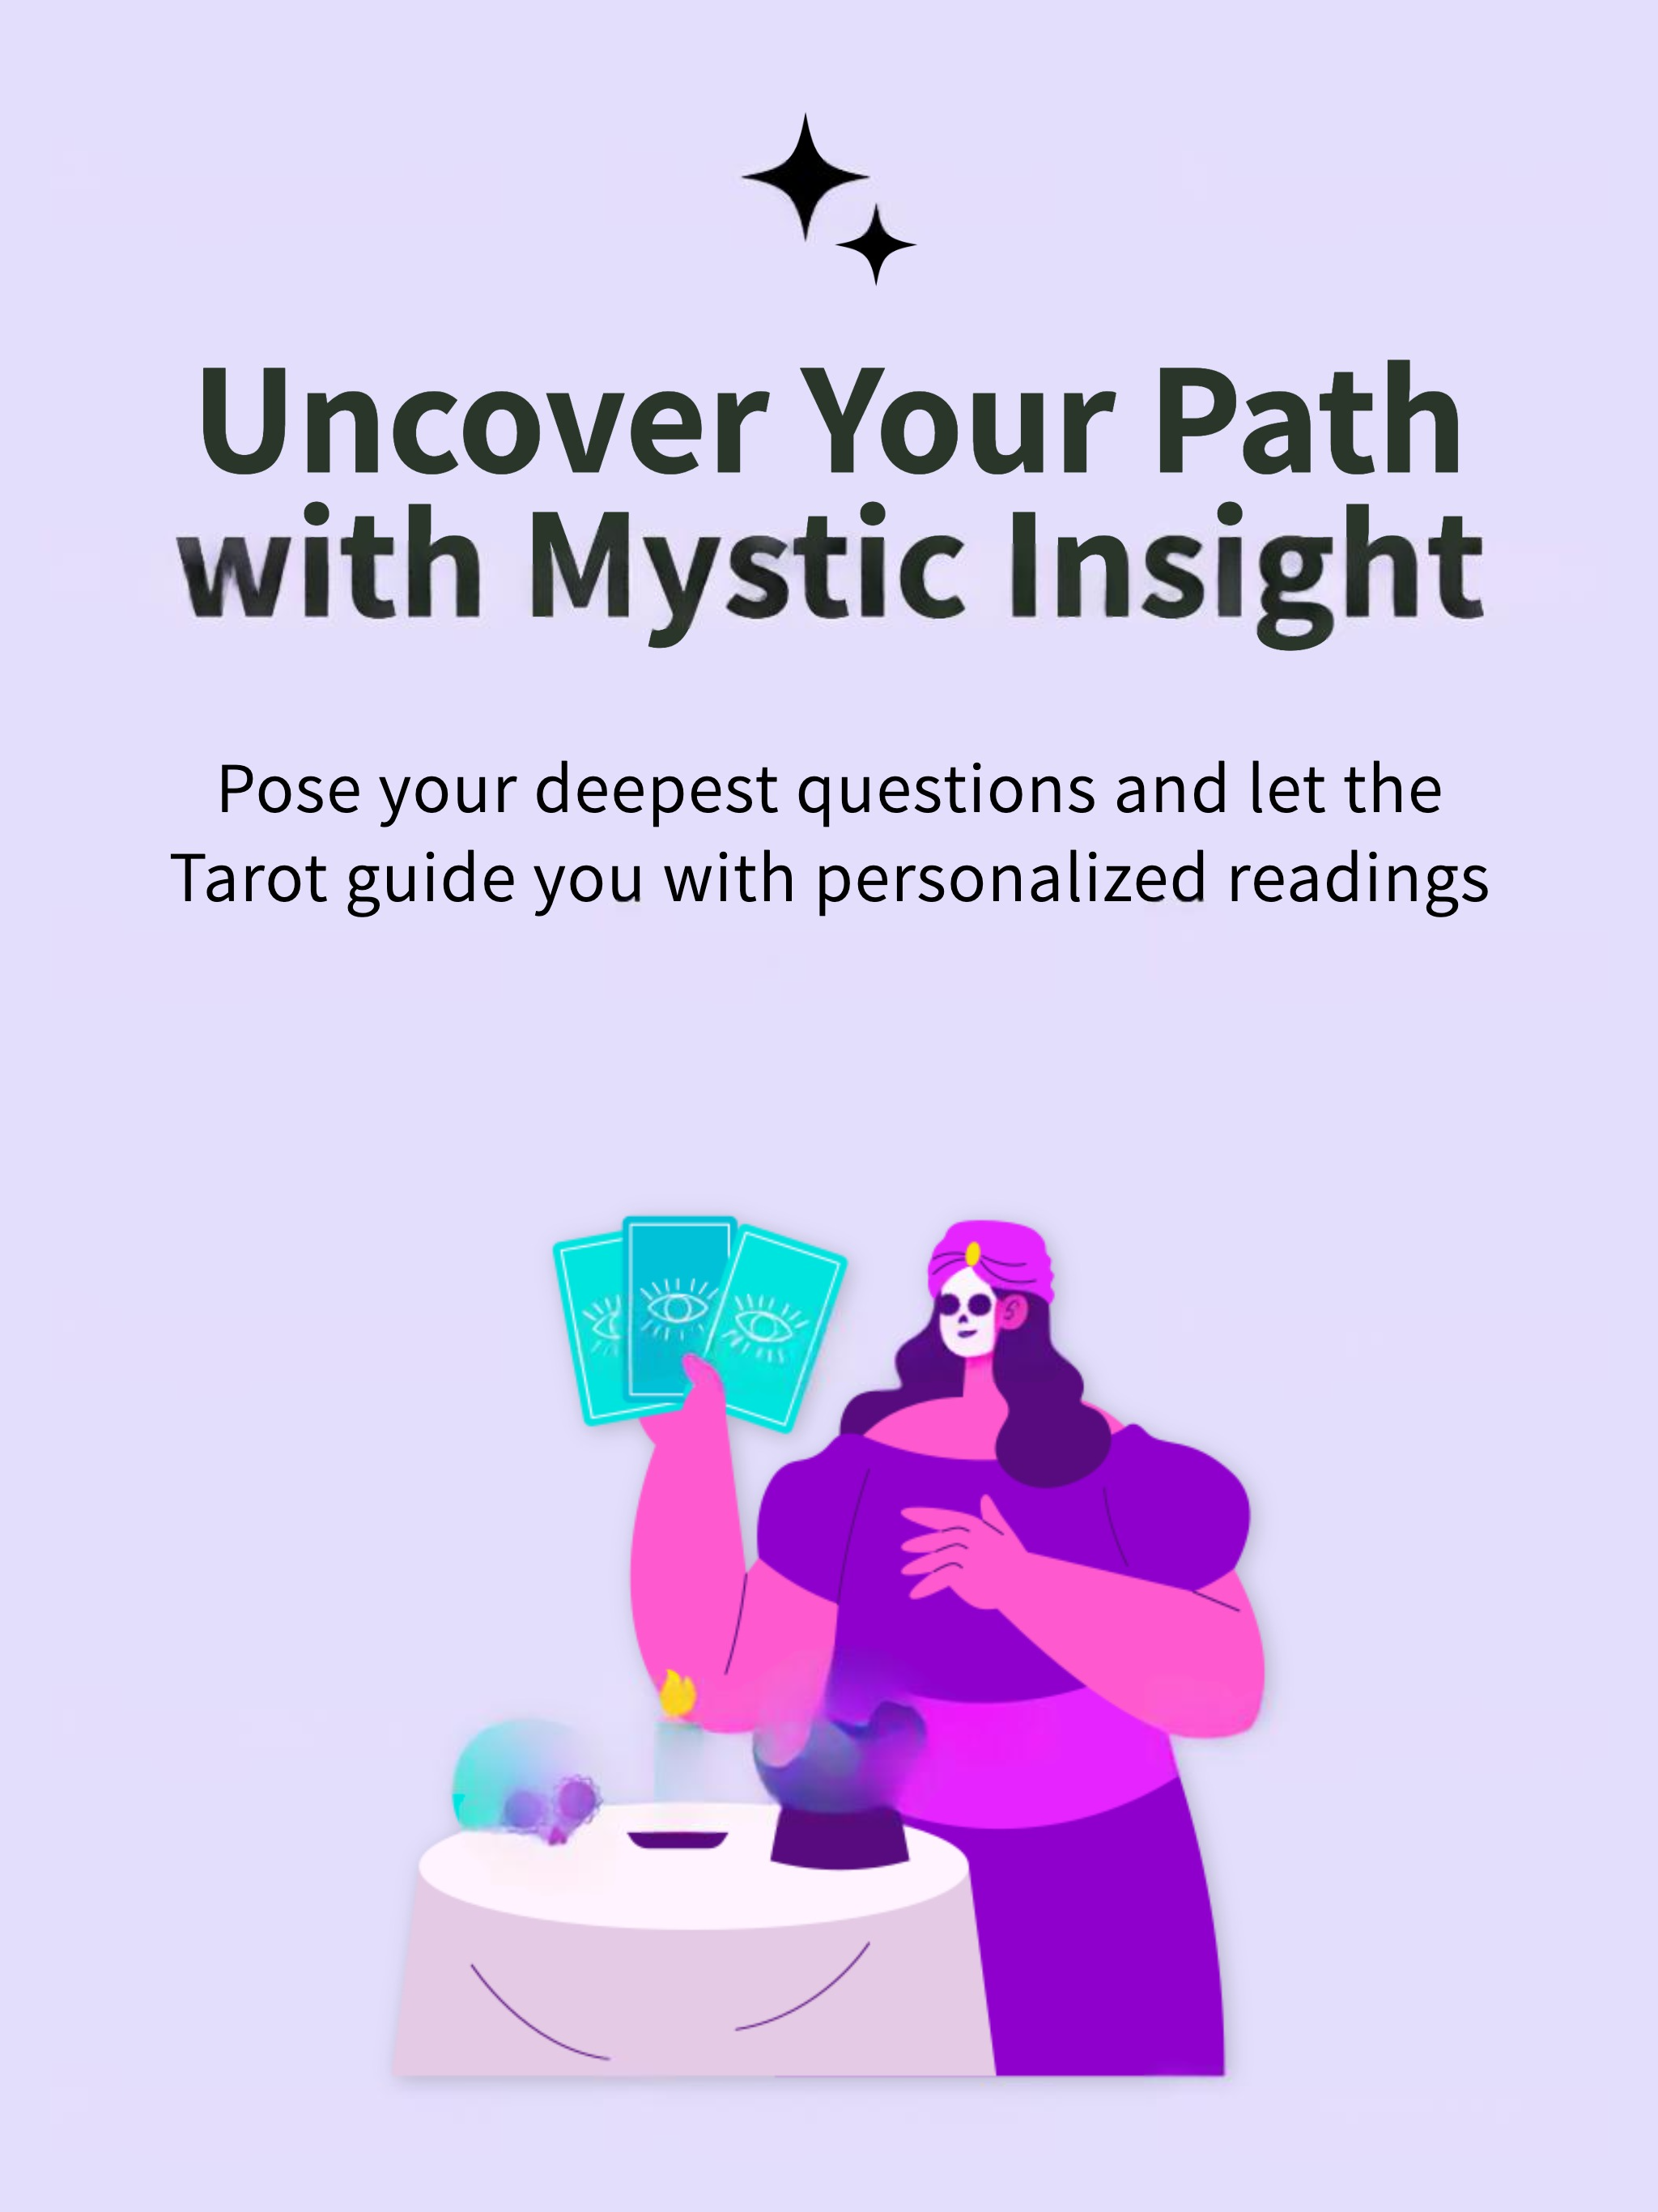 Uncover Your Path
with Mystic Insight
Pose your deepest questions and let the
Tarot guide you with personalized readings